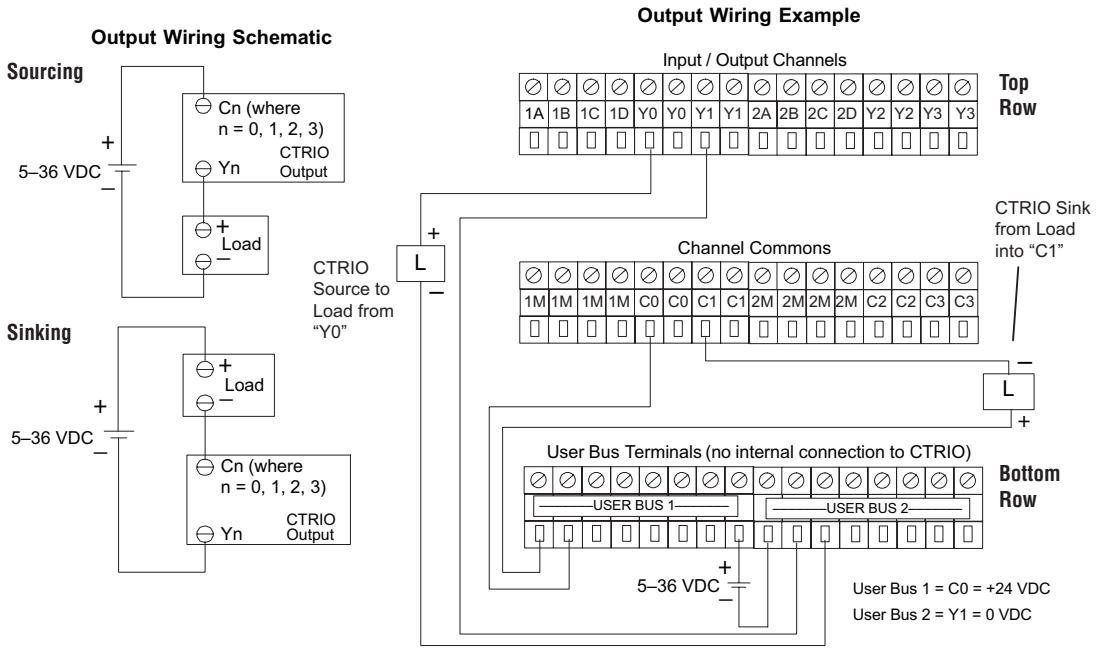 Output Wiring Schematic
Sourcing
+
5–36 VDC
–
Cn (where
n = 0, 1, 2, 3)
CTRIO
Output
Yn
+
Load
–
Sinking
+
5–36 VDC
–
+
Load
–
Cn (where
n = 0, 1, 2, 3)
CTRIO
Output
Yn
Output Wiring Example
Input / Output Channels
1A 1B 1C 1D Y0 Y0 Y1 Y1 2A 2B 2C 2D Y2 Y2 Y3 Y3
Top
Row
+
L
–
CTRIO
Source to
Load from
“Y0”
Channel Commons
1M 1M 1M 1M C0 C0 C1 C1 2M 2M 2M 2M C2 C2 C3 C3
CTRIO Sink
from Load
into “C1”
–
L
+
User Bus Terminals (no internal connection to CTRIO)
USER BUS 1
USER BUS 2
Bottom
Row
+
5–36 VDC
–
User Bus 1 = C0 = +24 VDC
User Bus 2 = Y1 = 0 VDC